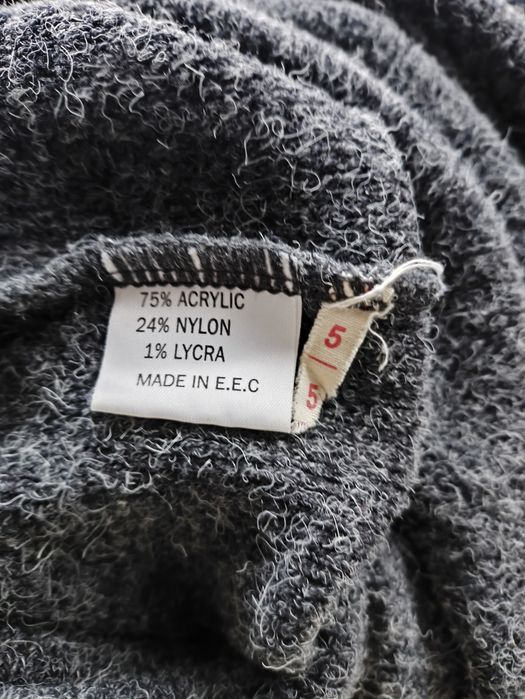 75% ACRYLIC
24% NYLON
1% LYCRA
MADE IN E.E.C
5
5